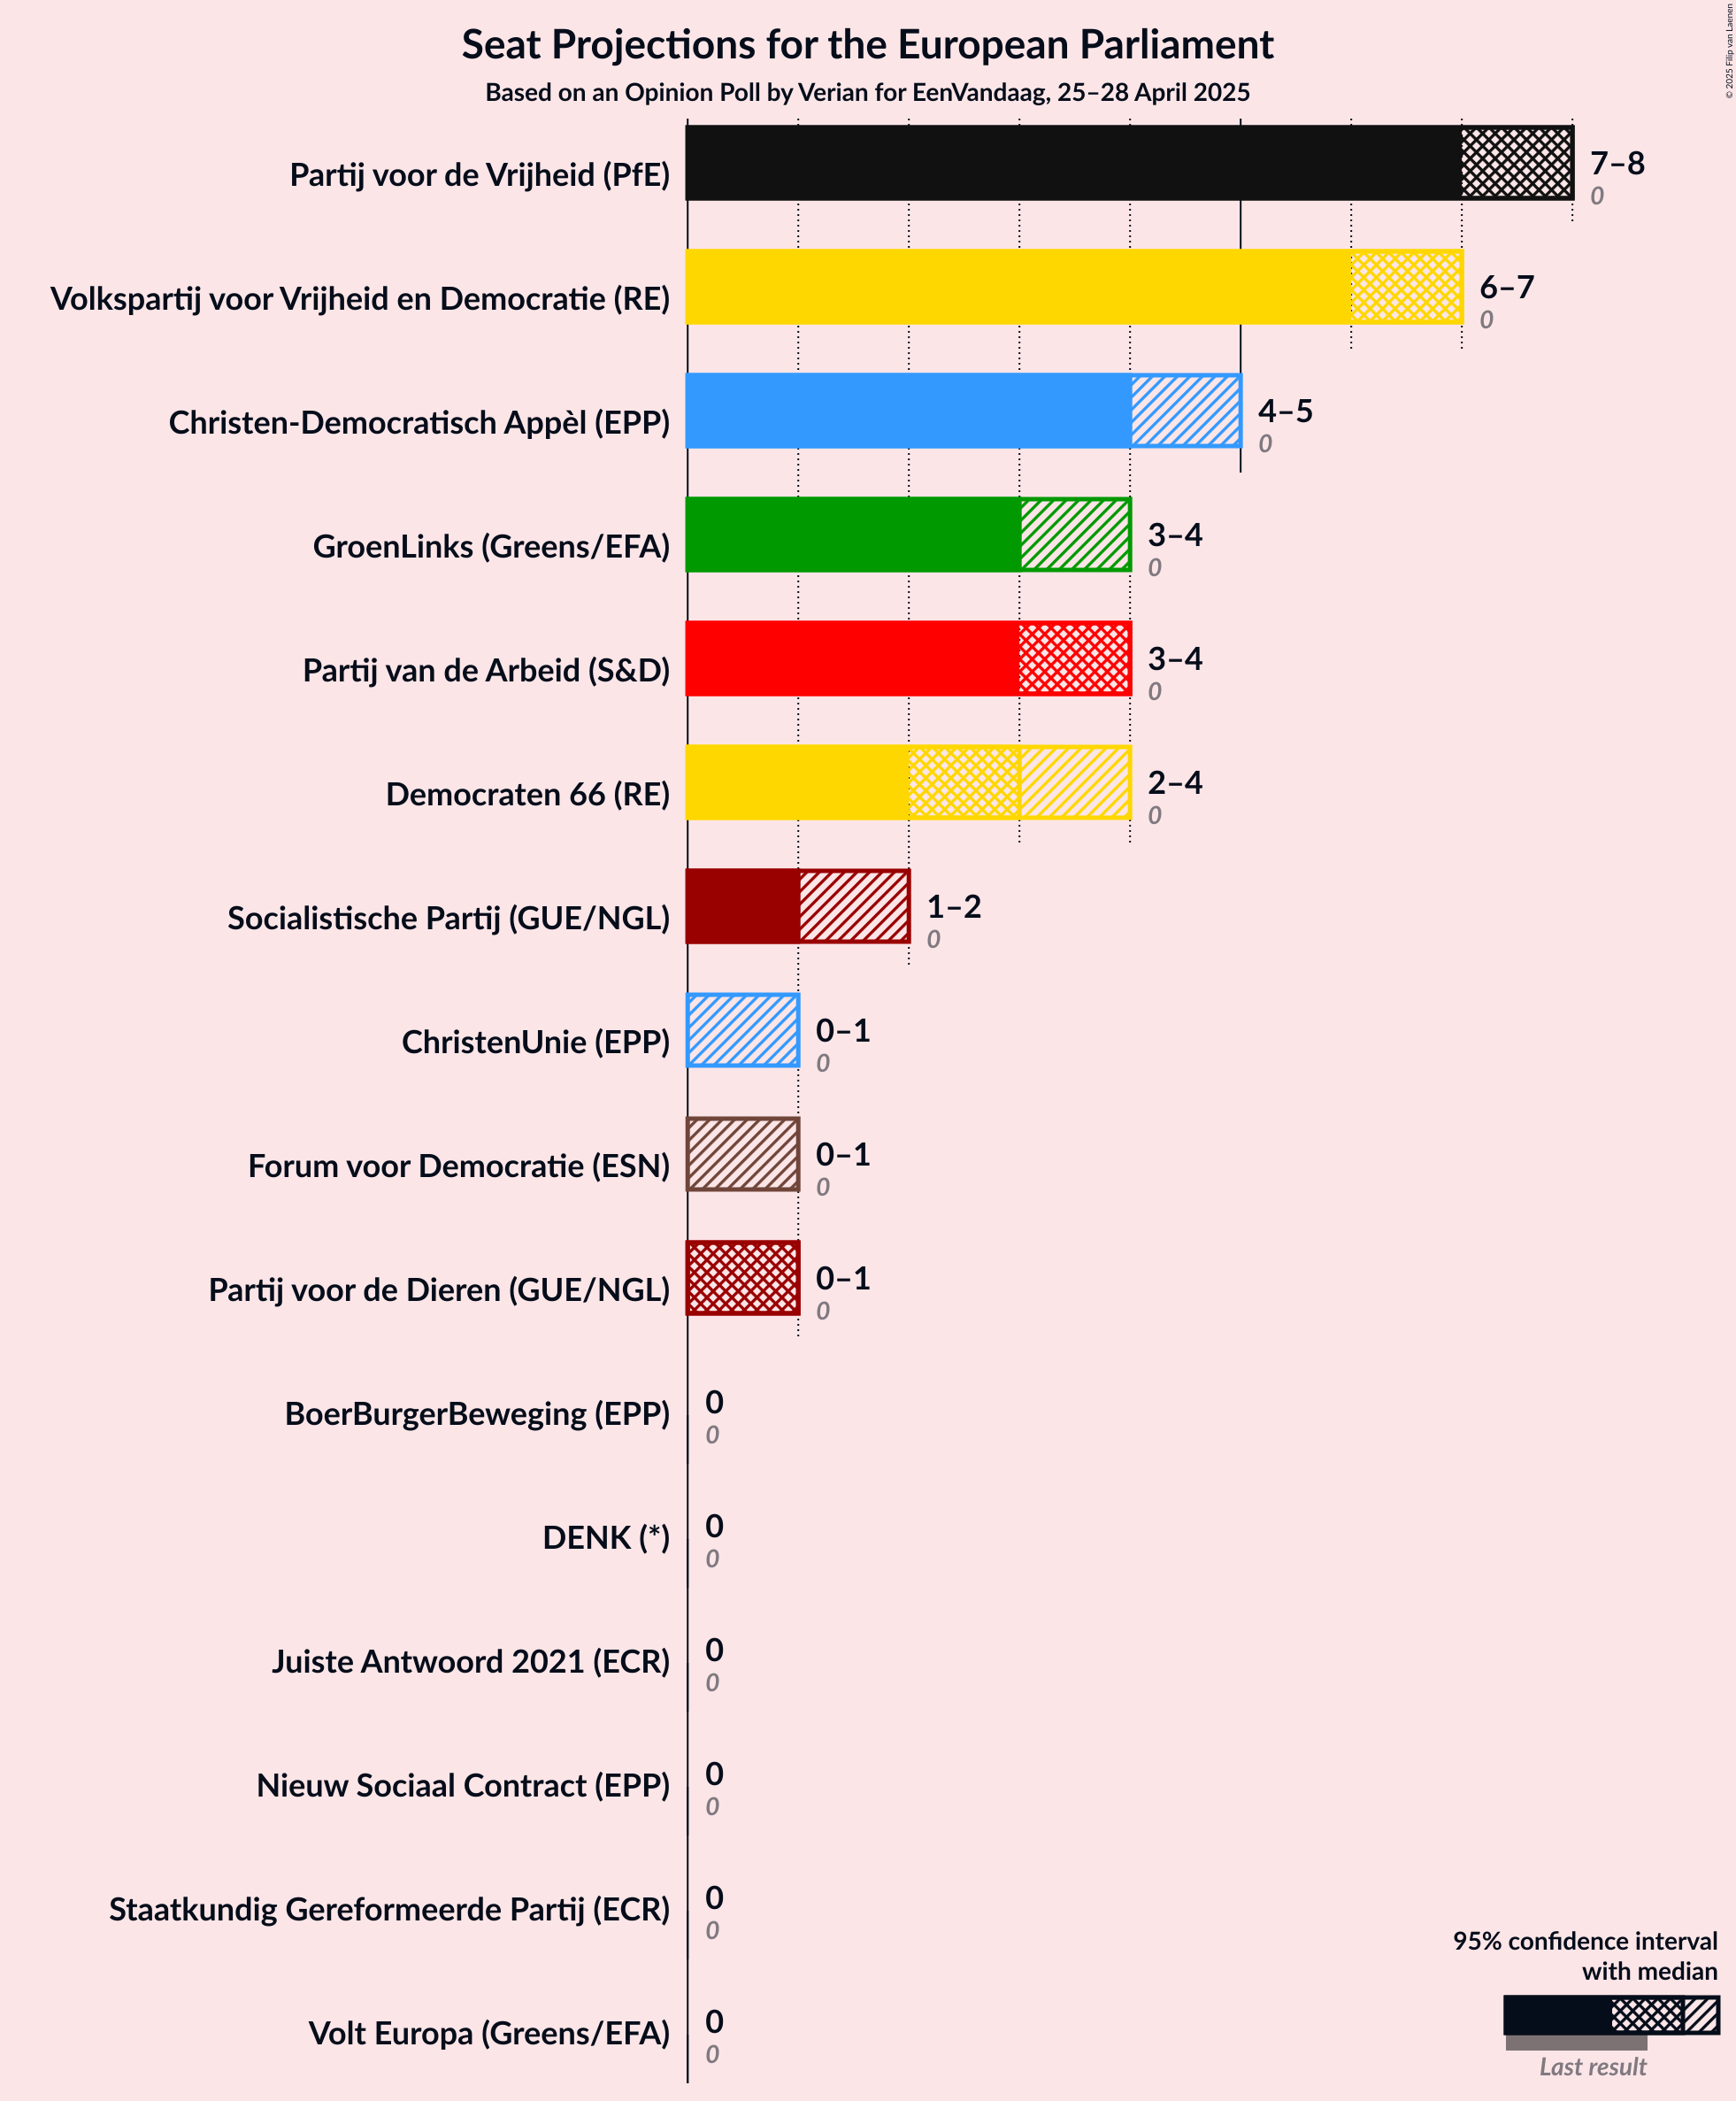 Seat Projections for the European Parliament
Based on an Opinion Poll by Verian for EenVandaag, 25–28 April 2025
© 2025 Filip van Laenen
Partij voor de Vrijheid (PfE)
7–8
0
Volkspartij voor Vrijheid en Democratie (RE)
6–7
0
Christen-Democratisch Appèl (EPP)
4–5
0
GroenLinks (Greens/EFA)
3–4
0
Partij van de Arbeid (S&D)
3–4
0
Democraten 66 (RE)
2–4
0
Socialistische Partij (GUE/NGL)
1–2
0
ChristenUnie (EPP)
0–1
0
Forum voor Democratie (ESN)
0–1
0
Partij voor de Dieren (GUE/NGL)
0–1
0
BoerBurgerBeweging (EPP)
0
0
DENK (*)
0
0
Juiste Antwoord 2021 (ECR)
0
0
Nieuw Sociaal Contract (EPP)
0
0
Staatkundig Gereformeerde Partij (ECR)
0
0
Volt Europa (Greens/EFA)
0
0
95% confidence interval
with median
Last result